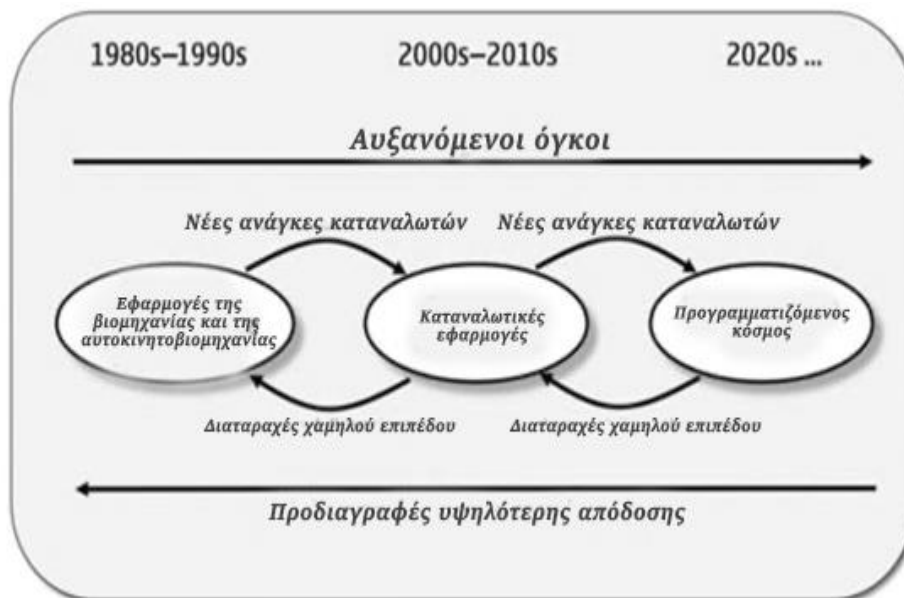 1980s–1990s 2000s–2010s 2020s ...
Αυξανόμενοι όγκοι
Νέες ανάγκες καταναλωτών Νέες ανάγκες καταναλωτών
Εφαρμογές της
βιομηχανίας και της
αυτοκινητοβιομηχανίας
Καταναλωτικές
εφαρμογές
Προγραμματιζόμενος
κόσμος
Διαταραχές χαμηλού επιπέδου Διαταραχές χαμηλού επιπέδου
Προδιαγραφές υψηλότερης απόδοσης